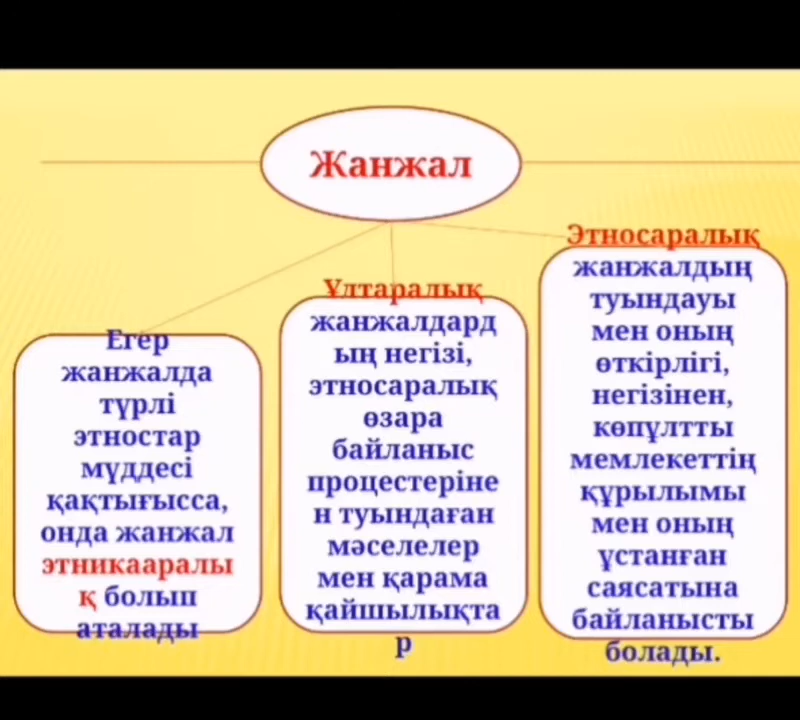 Жанжал
Егер
жанжалда
түрлі
этностар
мүддесі
қақтығысса,
онда жанжал
этникааралы
қ болып
аталады
Ұлтаралық
жанжалдард
ың негізі,
этносаралық
өзара
байланыс
процестеріне
н туындаған
мәселелер
мен қарама
қайшылықта
р
Этносаралық
жанжалдың
туындауы
мен оның
өткірлігі,
негізінен,
көпұлтты
мемлекеттің
құрылымы
мен оның
ұстанған
саясатына
байланысты
болады.